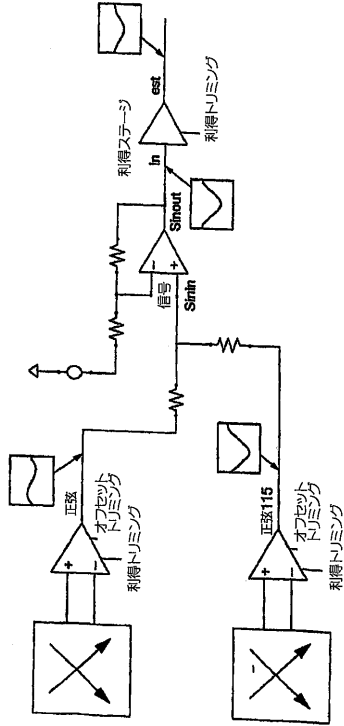 正弦
+
−
オフセット
トリミング
利得トリミング
−
正弦115
+
−
オフセット
トリミング
利得トリミング
信号
−
+
Sinin
Sinout
利得ステージ
in
est
利得トリミング